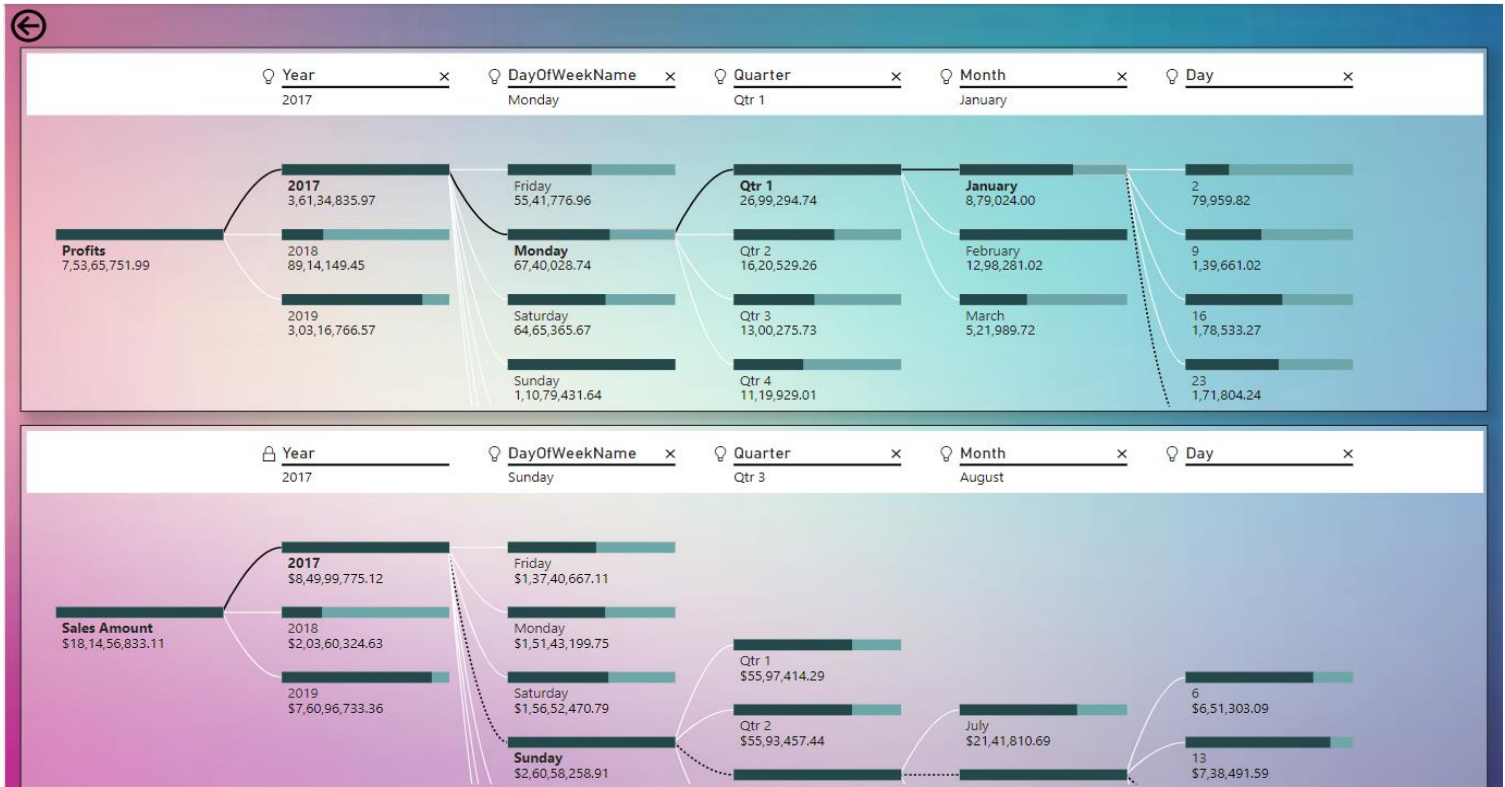 Year
DayOfWeekName
Quarter
Month
Day
2017
Monday
Qtr 1
January
Profits
7,53,65,751.99
2017
3,61,34,835.97
2018
89,14,149.45
2019
3,03,16,766.57
Friday
55,41,776.96
Monday
67,40,028.74
Saturday
64,65,365.67
Sunday
1,10,79,431.64
Qtr 1
26,99,294.74
Qtr 2
16,20,529.26
Qtr 3
13,00,275.73
Qtr 4
11,19,929.01
January
8,79,024.00
February
12,98,281.02
March
5,21,989.72
2
79,959.82
9
1,39,661.02
16
1,78,533.27
23
1,71,804.24
Year
DayOfWeekName
Quarter
Month
Day
2017
Sunday
Qtr 3
August
Sales Amount
$18,14,56,833.11
2017
$8,49,99,775.12
2018
$2,03,60,324.63
2019
$7,60,96,733.36
Friday
$1,37,40,667.11
Monday
$1,51,43,199.75
Saturday
$1,56,52,470.79
Sunday
$2,60,58,258.91
Qtr 1
$55,97,414.29
Qtr 2
$55,93,457.44
July
$21,41,810.69
6
$6,51,303.09
13
$7,38,491.59